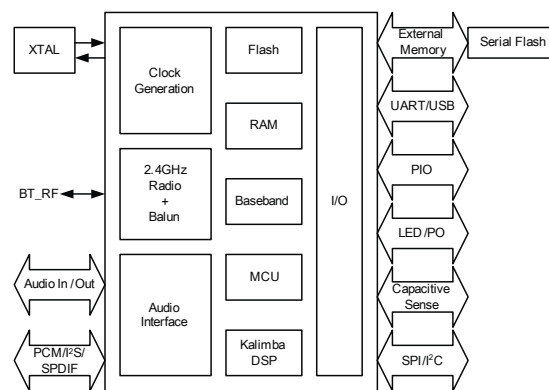 XTAL
Clock
Generation
Flash
External
Memory
Serial Flash
UART/USB
RAM
2.4GHz
Radio
+
Balun
PIO
BT_RF
Baseband
I/O
LED/PO
Audio In /Out
Audio
Interface
MCU
Capacitive
Sense
PCM/I²S/
SPDIF
Kalimba
DSP
SPI/I²C